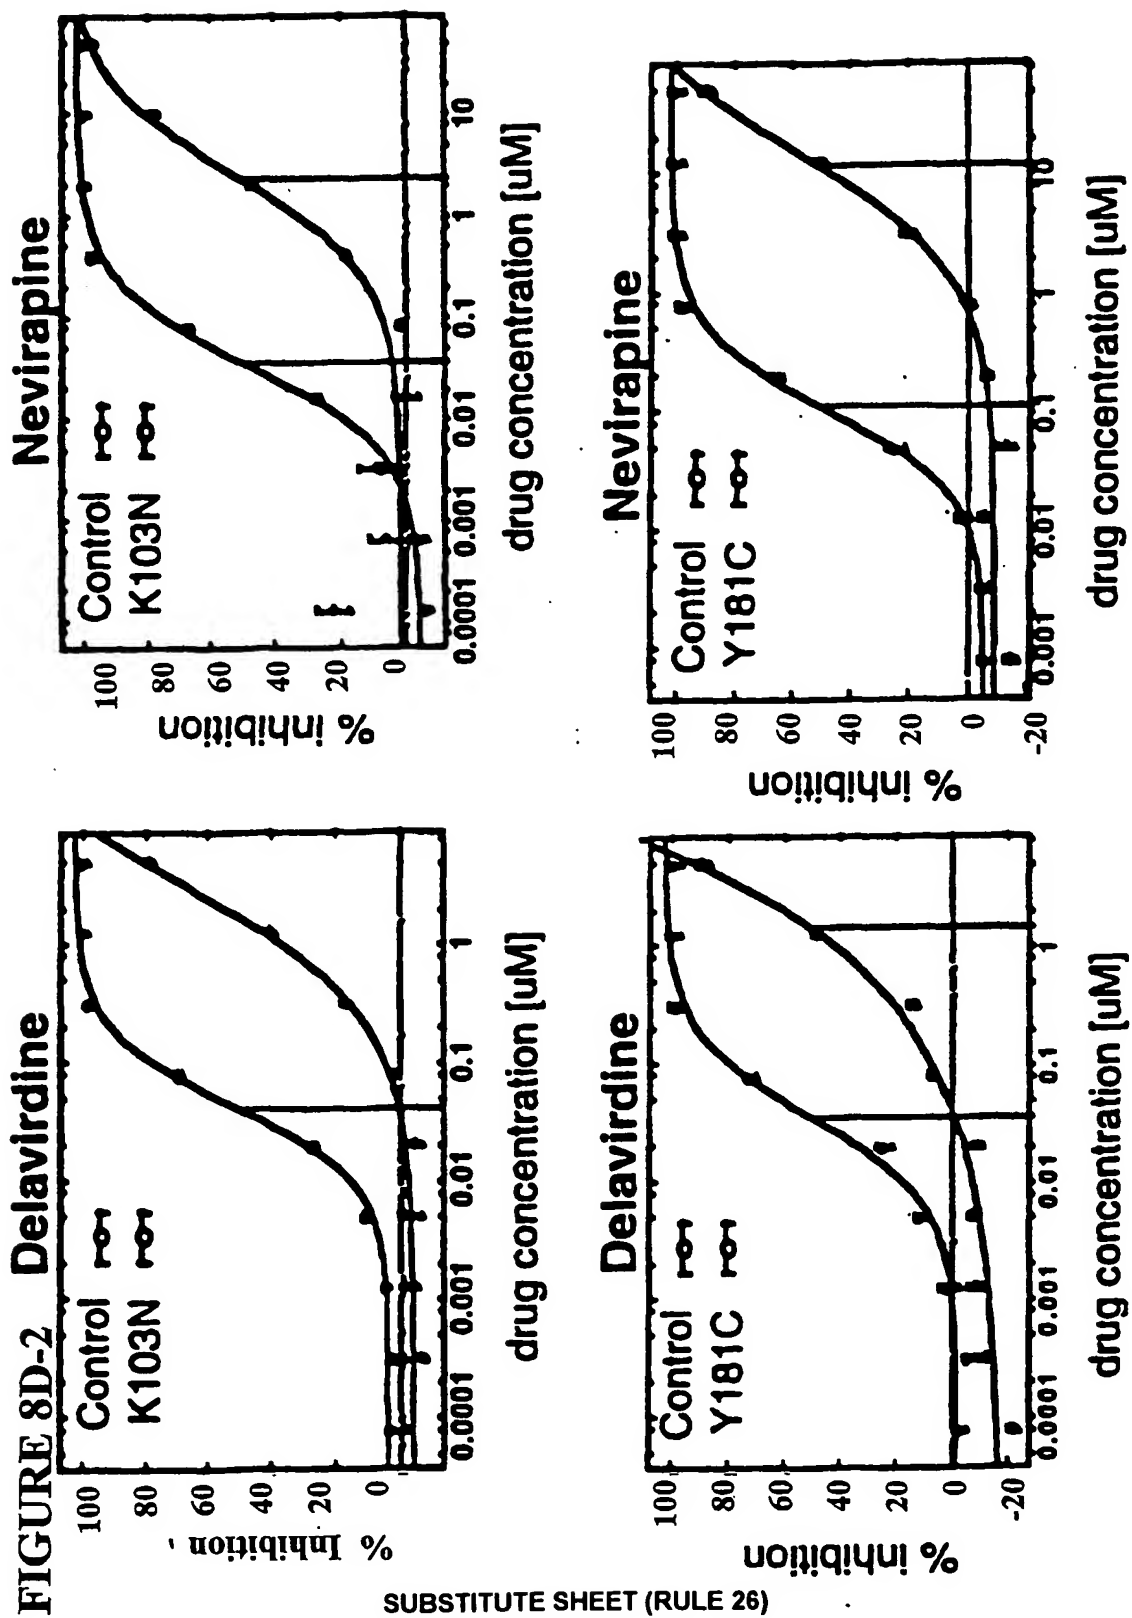 FIGURE 8D-2
Delavirdine
Control
K103N
% Inhibition
100
80
60
40
20
0
0.0001
0.001
0.01
0.1
1
drug concentration [uM]
Nevirapine
Control
K103N
% inhibition
100
80
60
40
20
0
0.0001
0.001
0.01
0.1
1
10
drug concentration [uM]
Delavirdine
Control
Y181C
% inhibition
100
80
60
40
20
0
-20
0.0001
0.001
0.01
0.1
1
drug concentration [uM]
Nevirapine
Control
Y181C
% inhibition
100
80
60
40
20
0
-20
0.001
0.01
0.1
1
10
drug concentration [uM]
SUBSTITUTE SHEET (RULE 26)